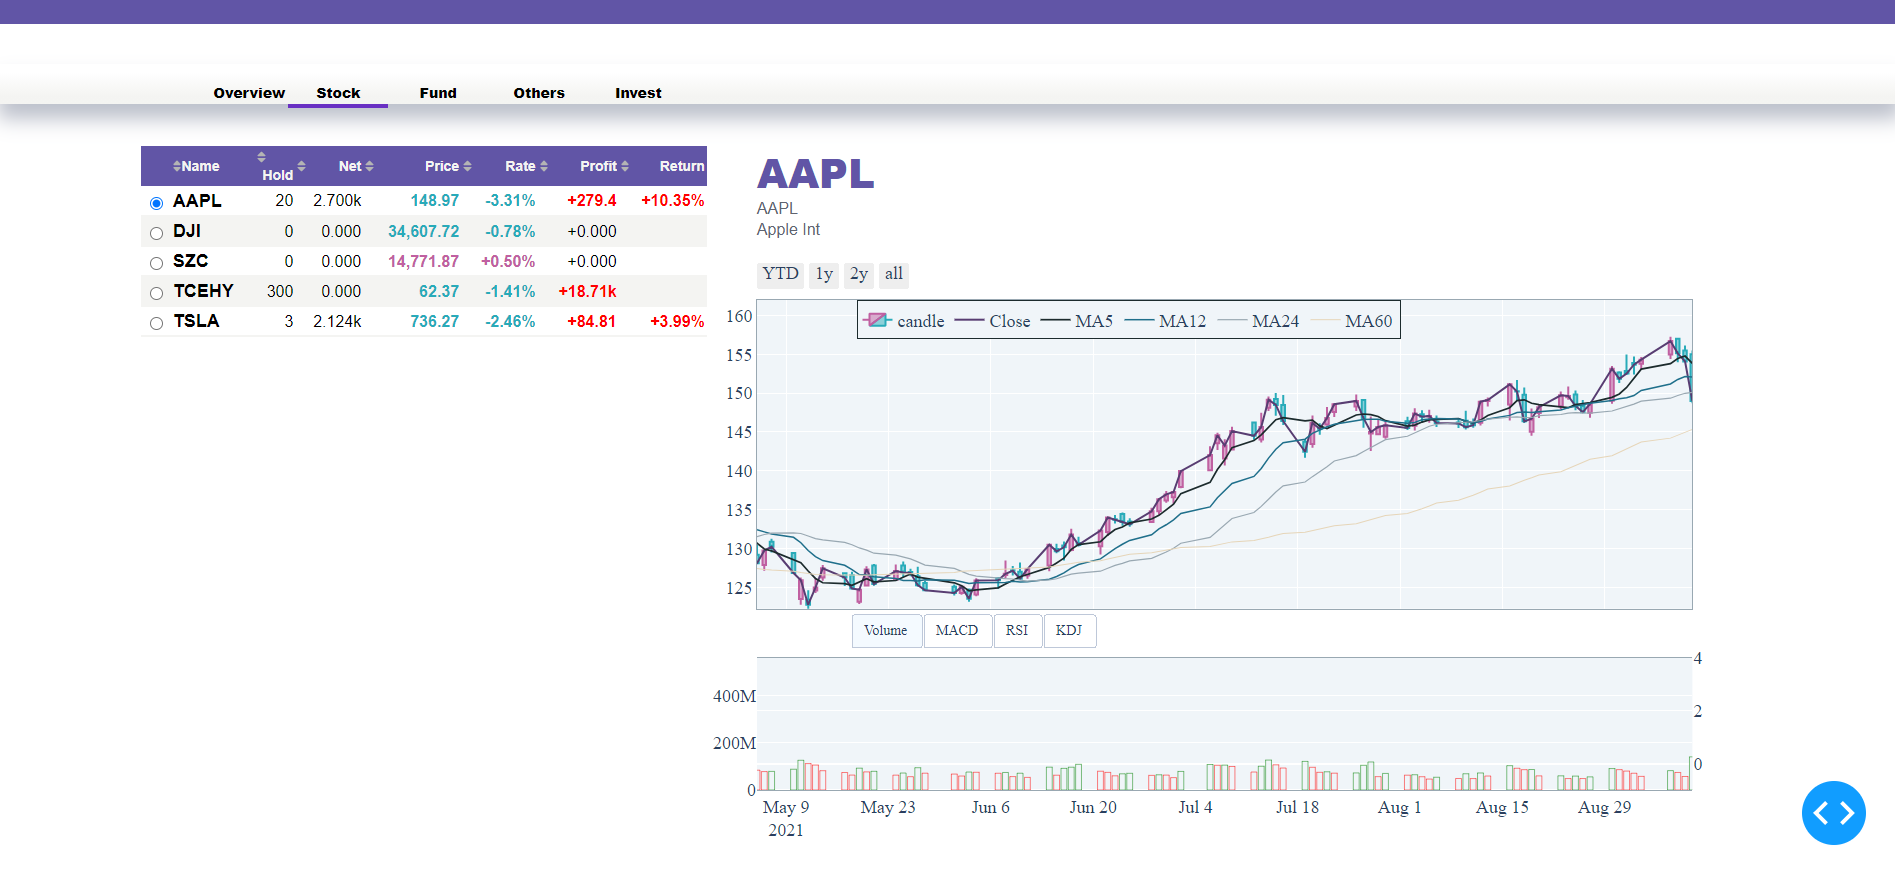 Overview Stock Fund Others Invest
Name Hold Net Price Rate Profit Return
AAPL 20 2.700k 148.97 -3.31% +279.4 +10.35%
DJI 0 0.000 34,607.72 -0.78% +0.000
SZC 0 0.000 14,771.87 +0.50% +0.000
TCEHY 300 0.000 62.37 -1.41% +18.71k
TSLA 3 2.124k 736.27 -2.46% +84.81 +3.99%
AAPL
AAPL
Apple Int
YTD 1y 2y all
candle Close MA5 MA12 MA24 MA60
160
155
150
145
140
135
130
125
Volume MACD RSI KDJ
4
400M
2
200M
0
0
May 9 May 23 Jun 6 Jun 20 Jul 4 Jul 18 Aug 1 Aug 15 Aug 29
2021